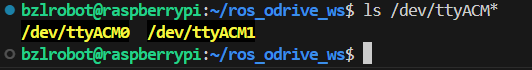 bzlrobot@raspberrypi:~/ros_odrive_ws$ ls /dev/ttyACM*
/dev/ttyACM0  /dev/ttyACM1
bzlrobot@raspberrypi:~/ros_odrive_ws$